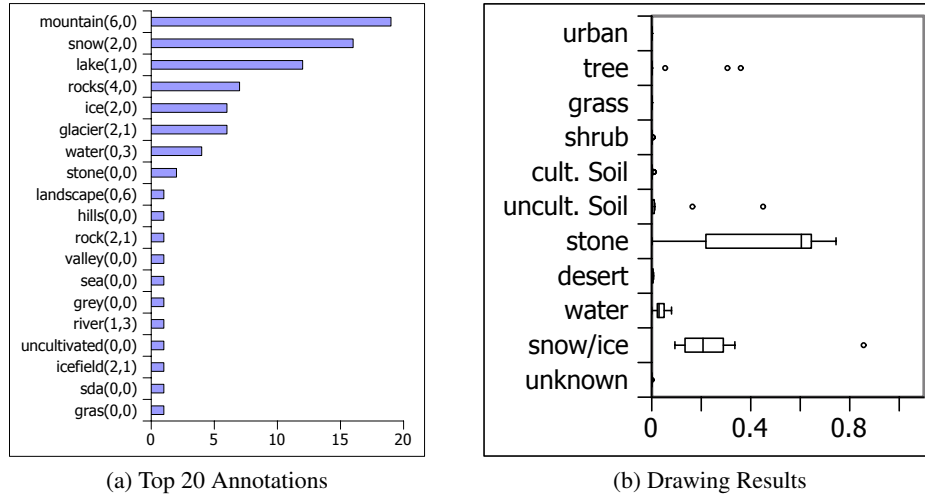 mountain(6,0)
snow(2,0)
lake(1,0)
rocks(4,0)
ice(2,0)
glacier(2,1)
water(0,3)
stone(0,0)
landscape(0,6)
hills(0,0)
rock(2,1)
valley(0,0)
sea(0,0)
grey(0,0)
river(1,3)
uncultivated(0,0)
icefield(2,1)
sda(0,0)
gras(0,0)
0 5 10 15 20
(a) Top 20 Annotations
urban
tree
grass
shrub
cult. Soil
uncult. Soil
stone
desert
water
snow/ice
unknown
0 0.4 0.8
(b) Drawing Results